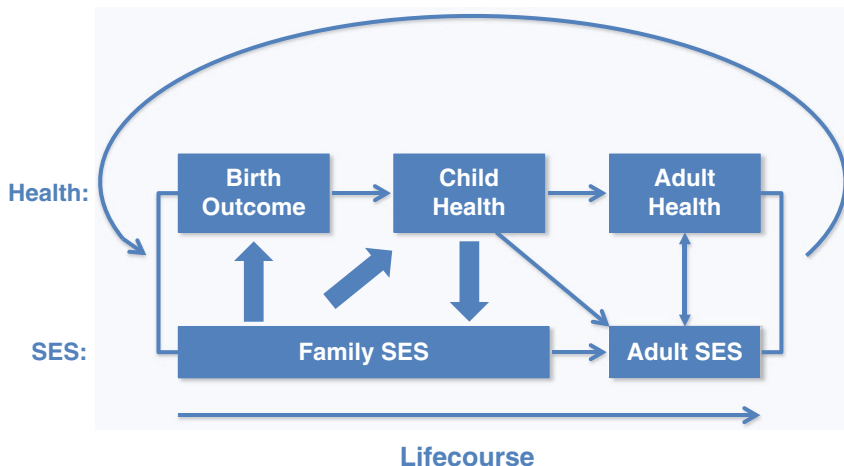 Health:
Birth
Outcome
Child
Health
Adult
Health
SES:
Family SES
Adult SES
Lifecourse